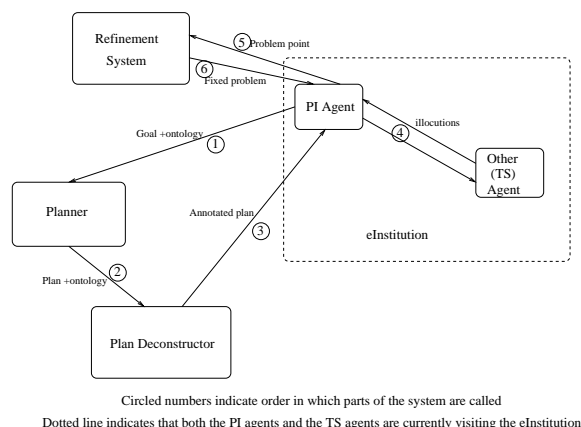 Refinement
System
5
Problem point
6
Fixed problem
PI Agent
illocutions
4
Goal +ontology
1
Other
(TS)
Agent
Planner
Annotated plan
3
eInstitution
Plan +ontology
2
Plan Deconstructor
Circled numbers indicate order in which parts of the system are called
Dotted line indicates that both the PI agents and the TS agents are currently visiting the eInstitution